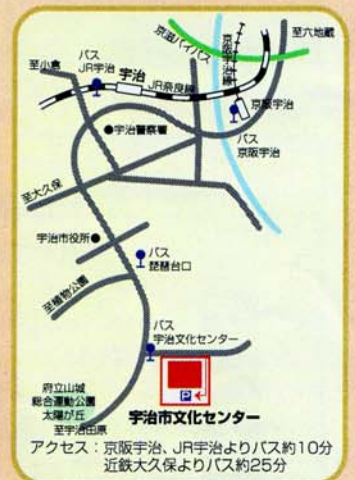 京滋バイパス
至六地蔵
至小倉
バス
JR宇治
宇治
JR奈良線
京阪宇治線
京阪宇治
バス
京阪宇治
●宇治警察署
至大久保
宇治市役所●
バス
琵琶台口
至植物公園
バス
宇治文化センター
P
府立山城
総合運動公園
太陽が丘
至宇治田原
宇治市文化センター
アクセス：京阪宇治、JR宇治よりバス約10分
近鉄大久保よりバス約25分